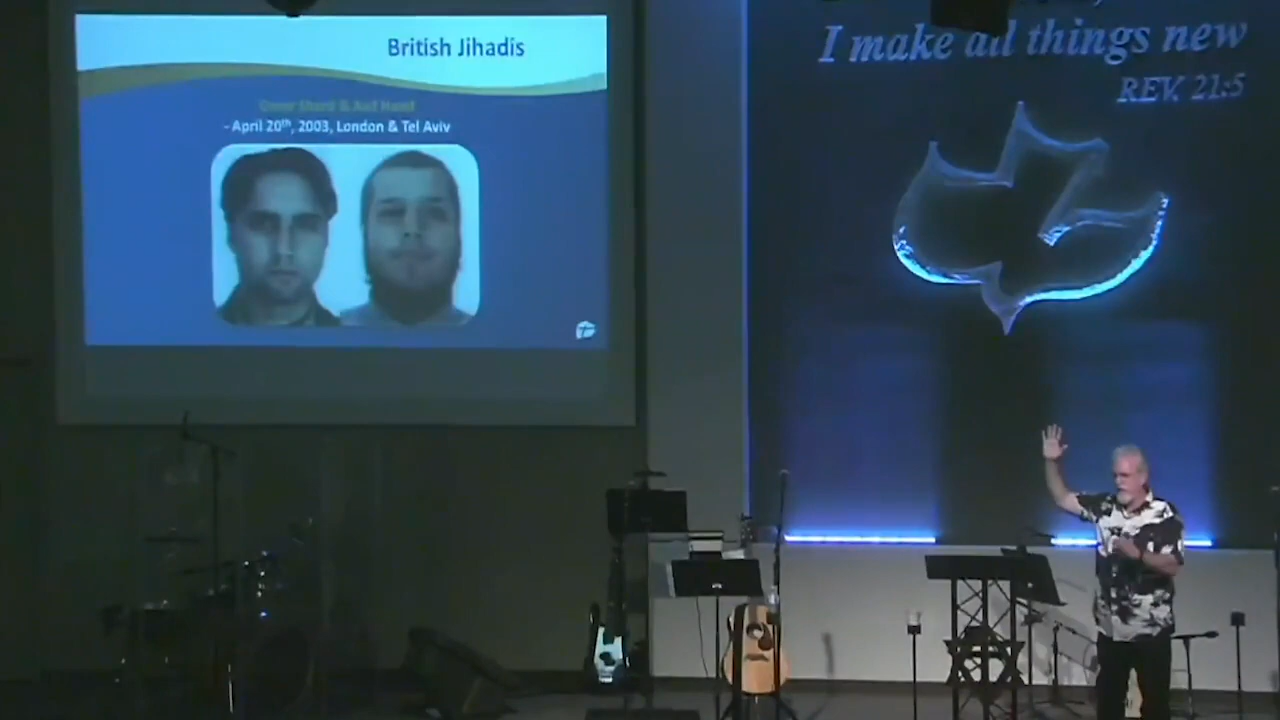 British Jihadis
- April 20th, 2003, London & Tel Aviv
I make all things new
REV. 21:5